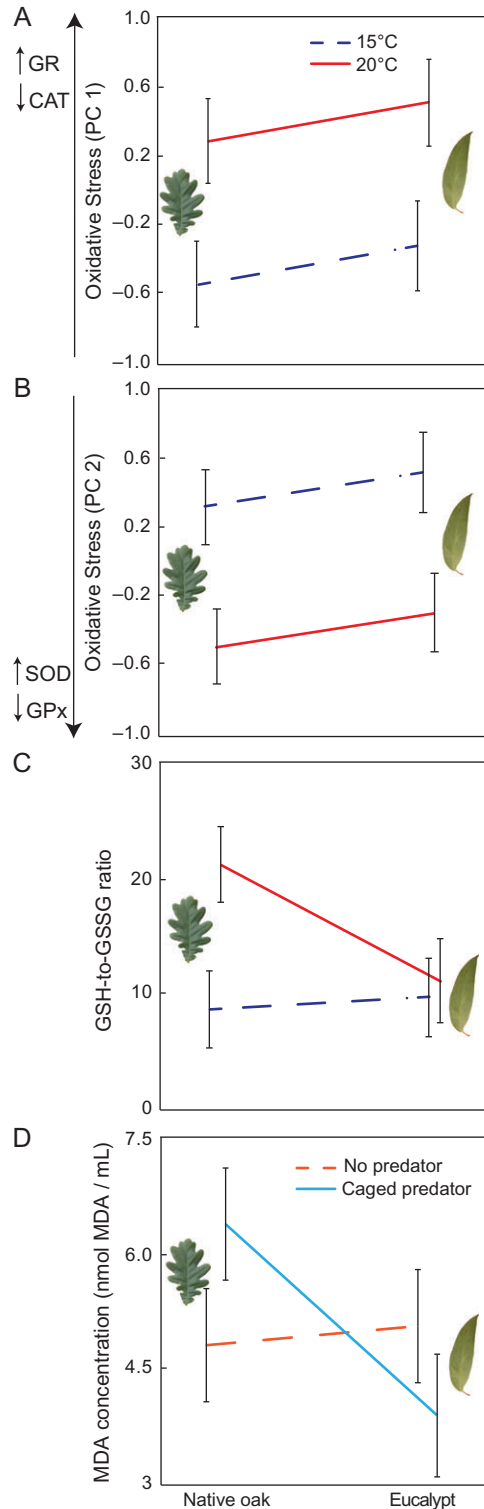 A
↑ GR
↓ CAT
Oxidative Stress (PC 1)
1.0
0.6
0.2
–0.2
–0.6
–1.0
15°C
20°C
B
↑ SOD
↓ GPx
Oxidative Stress (PC 2)
1.0
0.6
0.2
–0.2
–0.6
–1.0
C
GSH-to-GSSG ratio
30
20
10
0
D
MDA concentration (nmol MDA / mL)
7.5
6.0
4.5
3
No predator
Caged predator
Native oak
Eucalypt